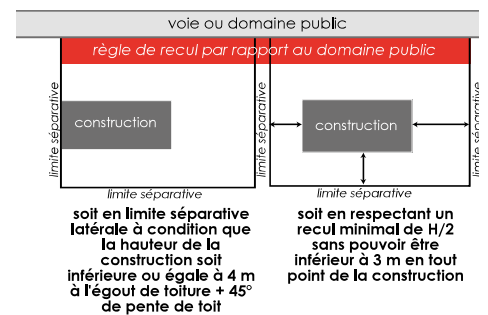 voie ou domaine public
règle de recul par rapport au domaine public
limite séparative
construction
limite séparative
limite séparative
construction
limite séparative
limite séparative
limite séparative
soit en limite séparative
latérale à condition que
la hauteur de la
construction soit
inférieure ou égale à 4 m
à l'égout de toiture + 45°
de pente de toit
soit en respectant un
recul minimal de H/2
sans pouvoir être
inférieur à 3 m en tout
point de la construction